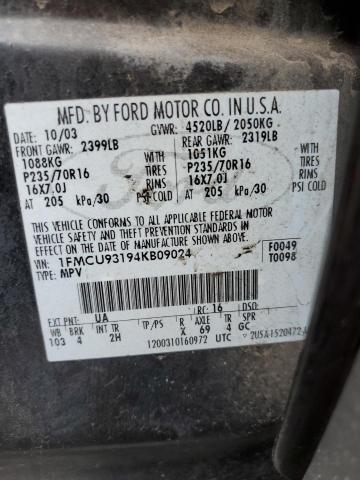 MFD. BY FORD MOTOR CO. IN U.S.A.
10/03 GVWR: 4520LB/ 2050KG
FRONT GAWR: 2399LB REAR GAWR: 2319LB
1088KG 1051KG
P235/70R16 TIRES P235/70R16 TIRES
16X7.0J RIMS 16X7.0J RIMS
AT 205 kPa/30 PSI COLD AT 205 kPa/30 PSI COLD
THIS VEHICLE CONFORMS TO ALL APPLICABLE FEDERAL MOTOR
VEHICLE SAFETY AND THEFT PREVENTION STANDARDS IN
EFFECT ON THE DATE OF MANUFACTURE SHOWN ABOVE.
VIN: 1FMCU93194KB09024 F0049
TYPE: MPV T0098
EXT PNT: UA RC: 16 DSO:
WB BRK INT TR TP/PS R AXLE TR SPR
103 4 2H X 69 4 GC
1200310160972 UTC